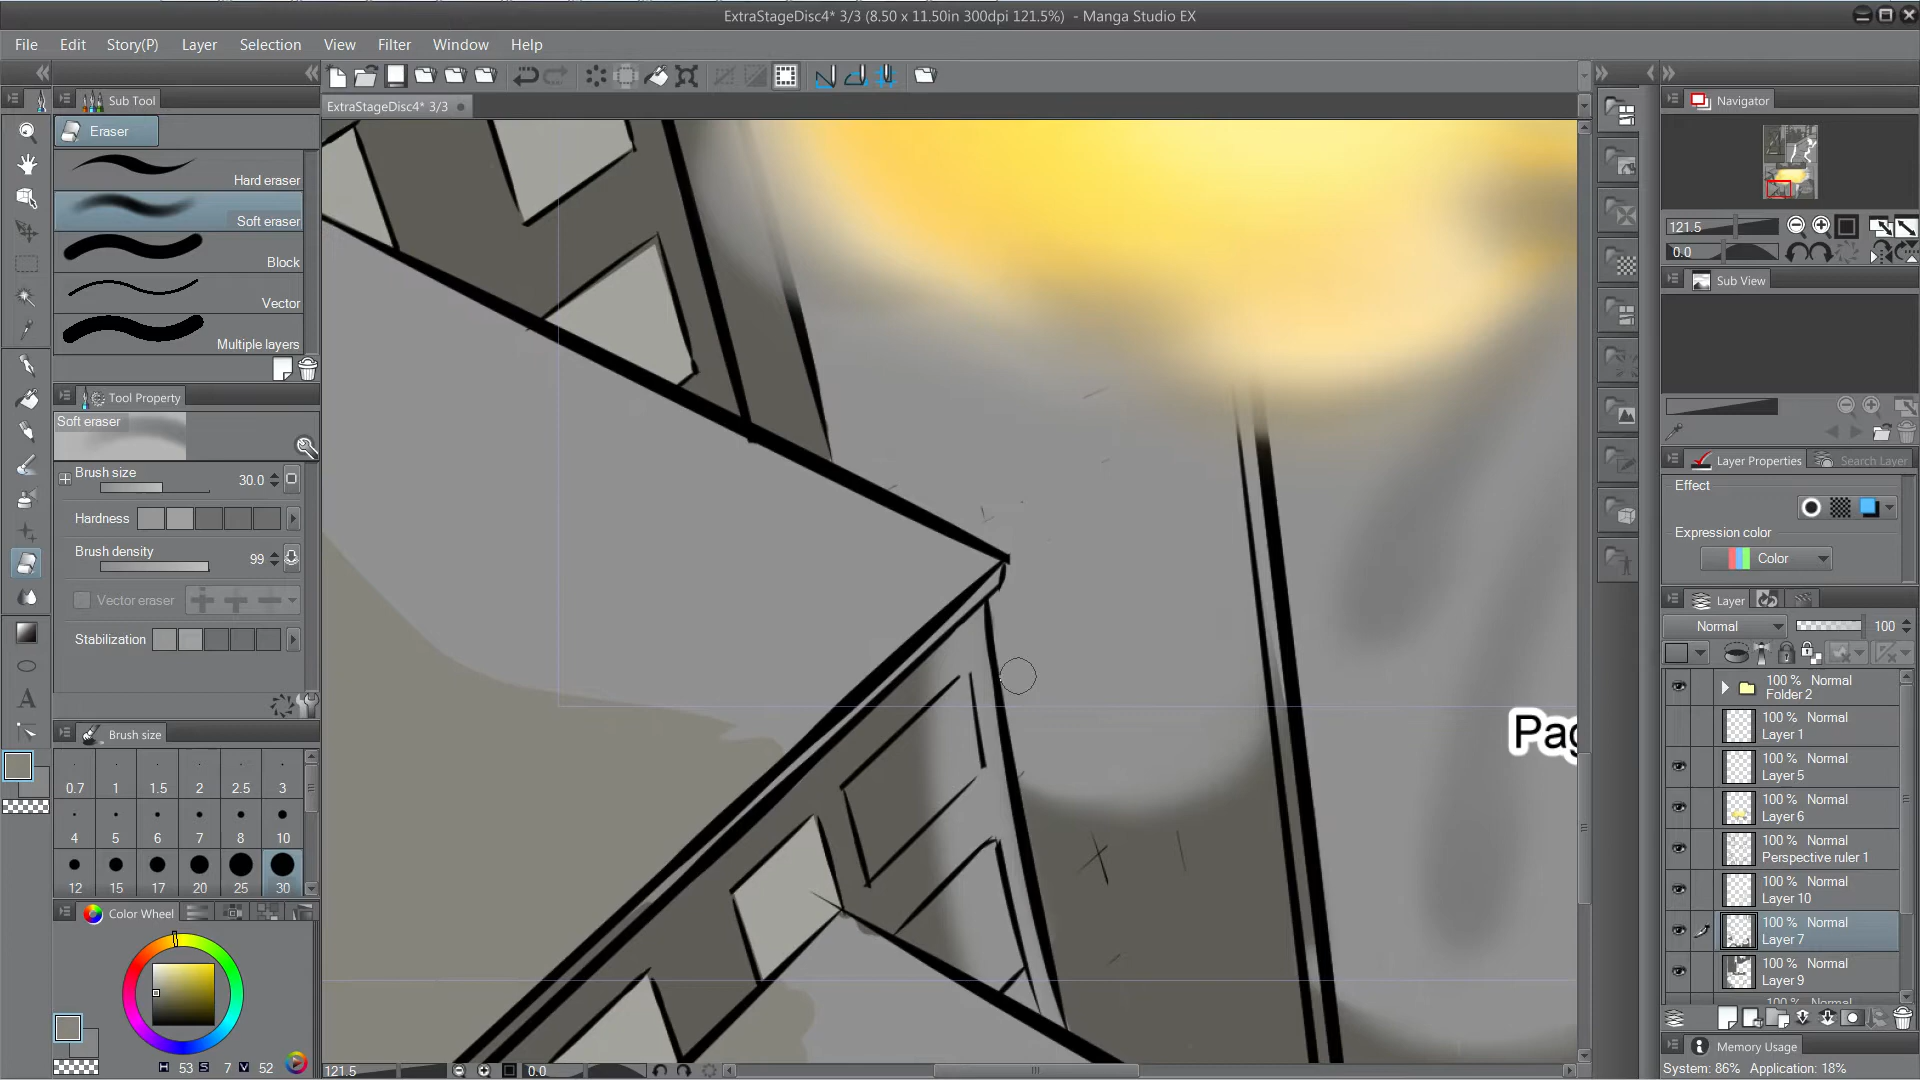 ExtraStageDisc4* 3/3 (8.50 x 11.50in 300dpi 121.5%) - Manga Studio EX
File Edit Story(P) Layer Selection View Filter Window Help
Sub Tool
Eraser
Hard eraser
Soft eraser
Block
Vector
Multiple layers
Tool Property
Soft eraser
Brush size 30.0
Hardness
Brush density 99
Vector eraser
Stabilization
Brush size
0.7 1 1.5 2 2.5 3
4 5 6 7 8 10
12 15 17 20 25 30
Color Wheel
H 53 S 7 V 52
ExtraStageDisc4* 3/3
Pag
121.5 0.0
Navigator
121.5
0.0
Sub View
Layer Properties Search Layer
Effect
Expression color
Color
Layer
Normal 100
100 % Normal
Folder 2
100 % Normal
Layer 1
100 % Normal
Layer 5
100 % Normal
Layer 6
100 % Normal
Perspective ruler 1
100 % Normal
Layer 10
100 % Normal
Layer 7
100 % Normal
Layer 9
100 % Normal
Memory Usage
System: 86% Application: 18%